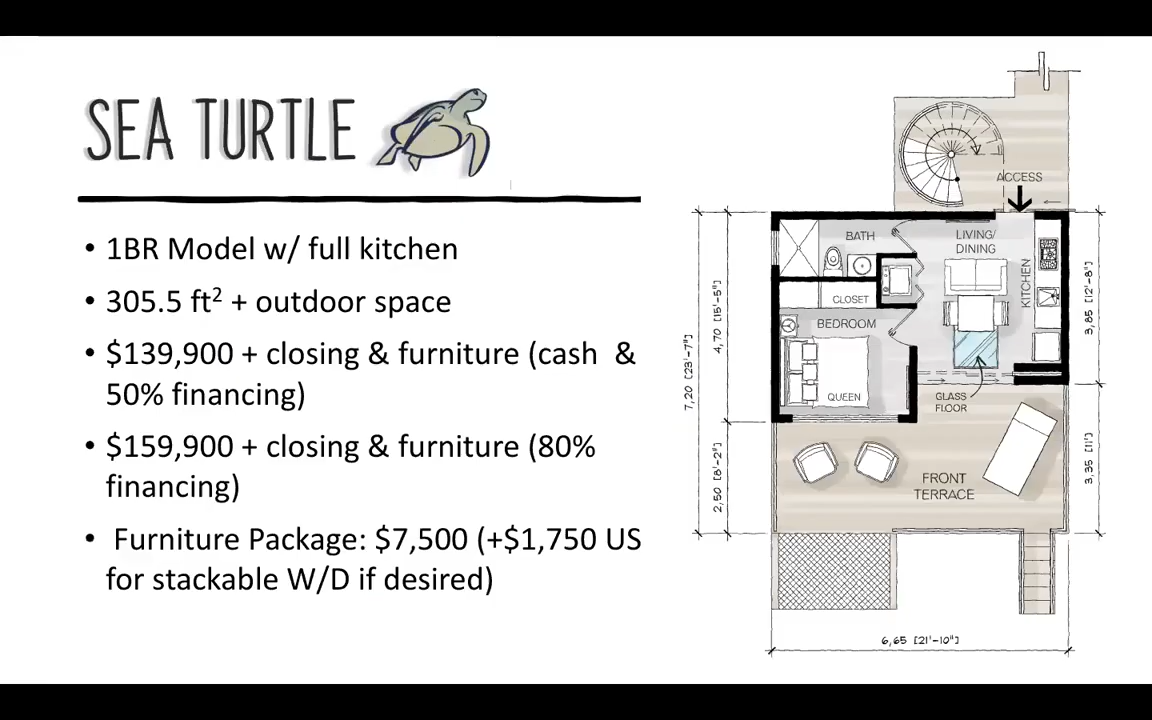 SEA TURTLE
• 1BR Model w/ full kitchen
• 305.5 ft² + outdoor space
• $139,900 + closing & furniture (cash &
50% financing)
• $159,900 + closing & furniture (80%
financing)
• Furniture Package: $7,500 (+$1,750 US
for stackable W/D if desired)
ACCESS
BATH
LIVING/
DINING
KITCHEN
CLOSET
BEDROOM
QUEEN
GLASS
FLOOR
FRONT
TERRACE
7,20 [23'-7"]
4,70 [15'-5"]
2,50 [8'-2"]
3,85 [12'-8"]
3,35 [11']
6,65 [21'-10"]